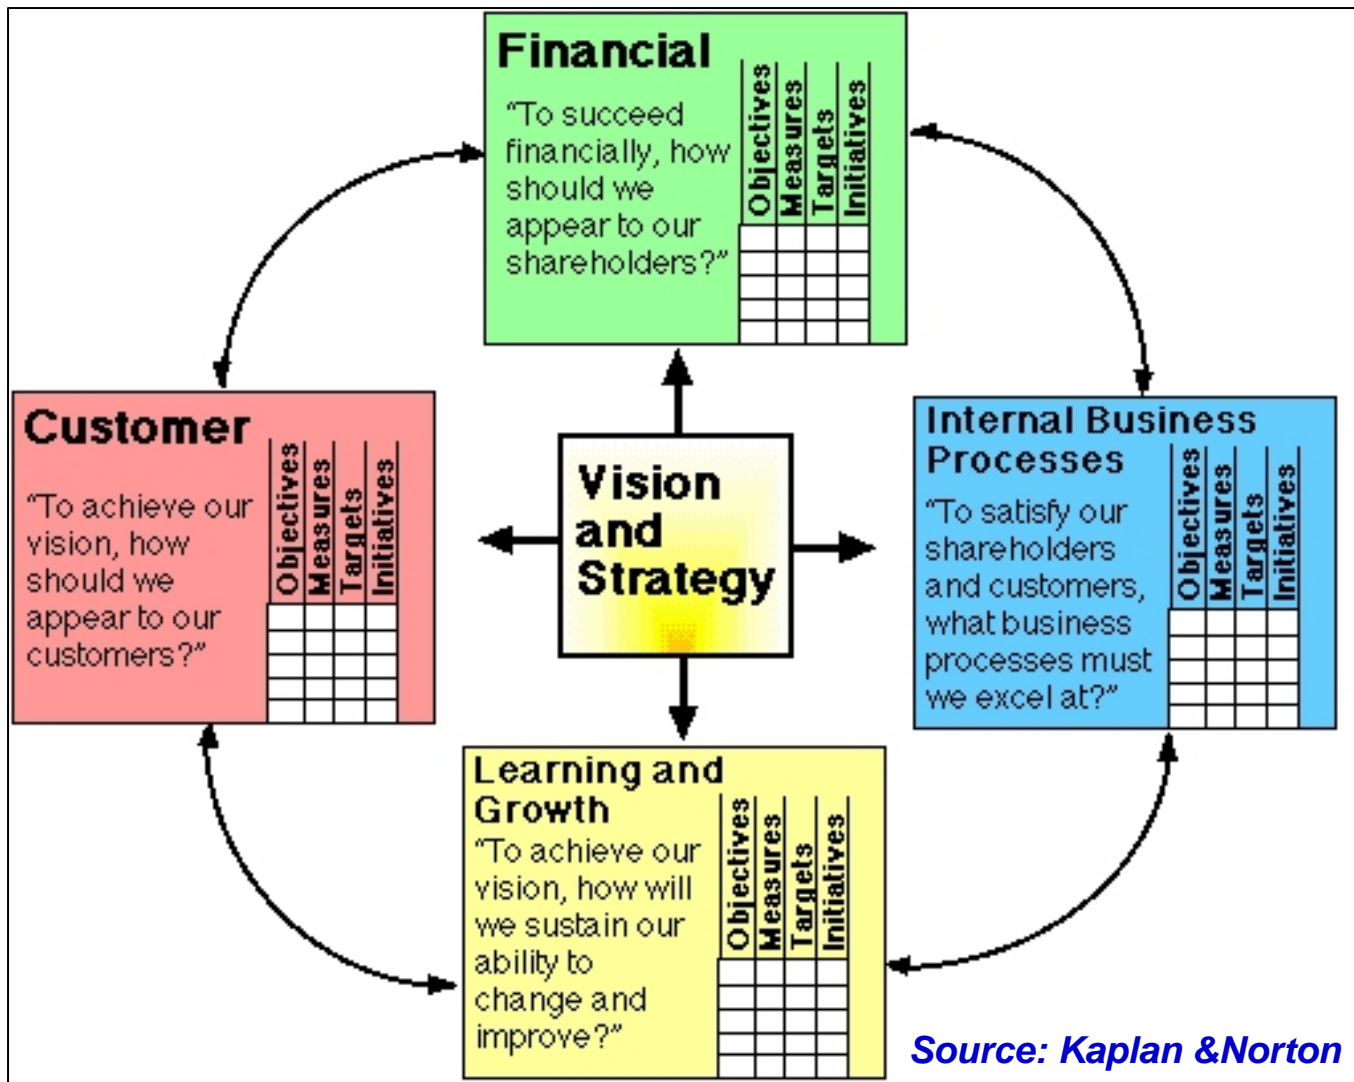 Financial
“To succeed
financially, how
should we
appear to our
shareholders?”
Objectives
Measures
Targets
Initiatives
Customer
“To achieve our
vision, how
should we
appear to our
customers?”
Objectives
Measures
Targets
Initiatives
Vision
and
Strategy
Internal Business
Processes
“To satisfy our
shareholders
and customers,
what business
processes must
we excel at?”
Objectives
Measures
Targets
Initiatives
Learning and
Growth
“To achieve our
vision, how will
we sustain our
ability to
change and
improve?”
Objectives
Measures
Targets
Initiatives
Source: Kaplan &Norton